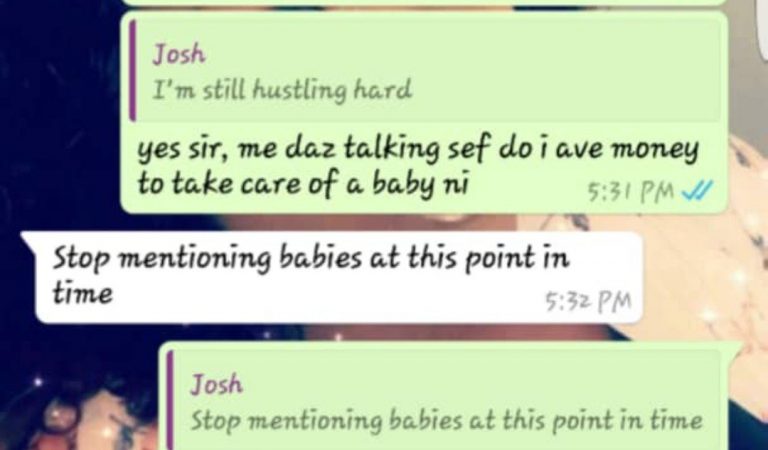 Josh
I'm still hustling hard
yes sir, me daz talking sef do i ave money
to take care of a baby ni
5:31 PM
Stop mentioning babies at this point in
time
5:32 PM
Josh
Stop mentioning babies at this point in time